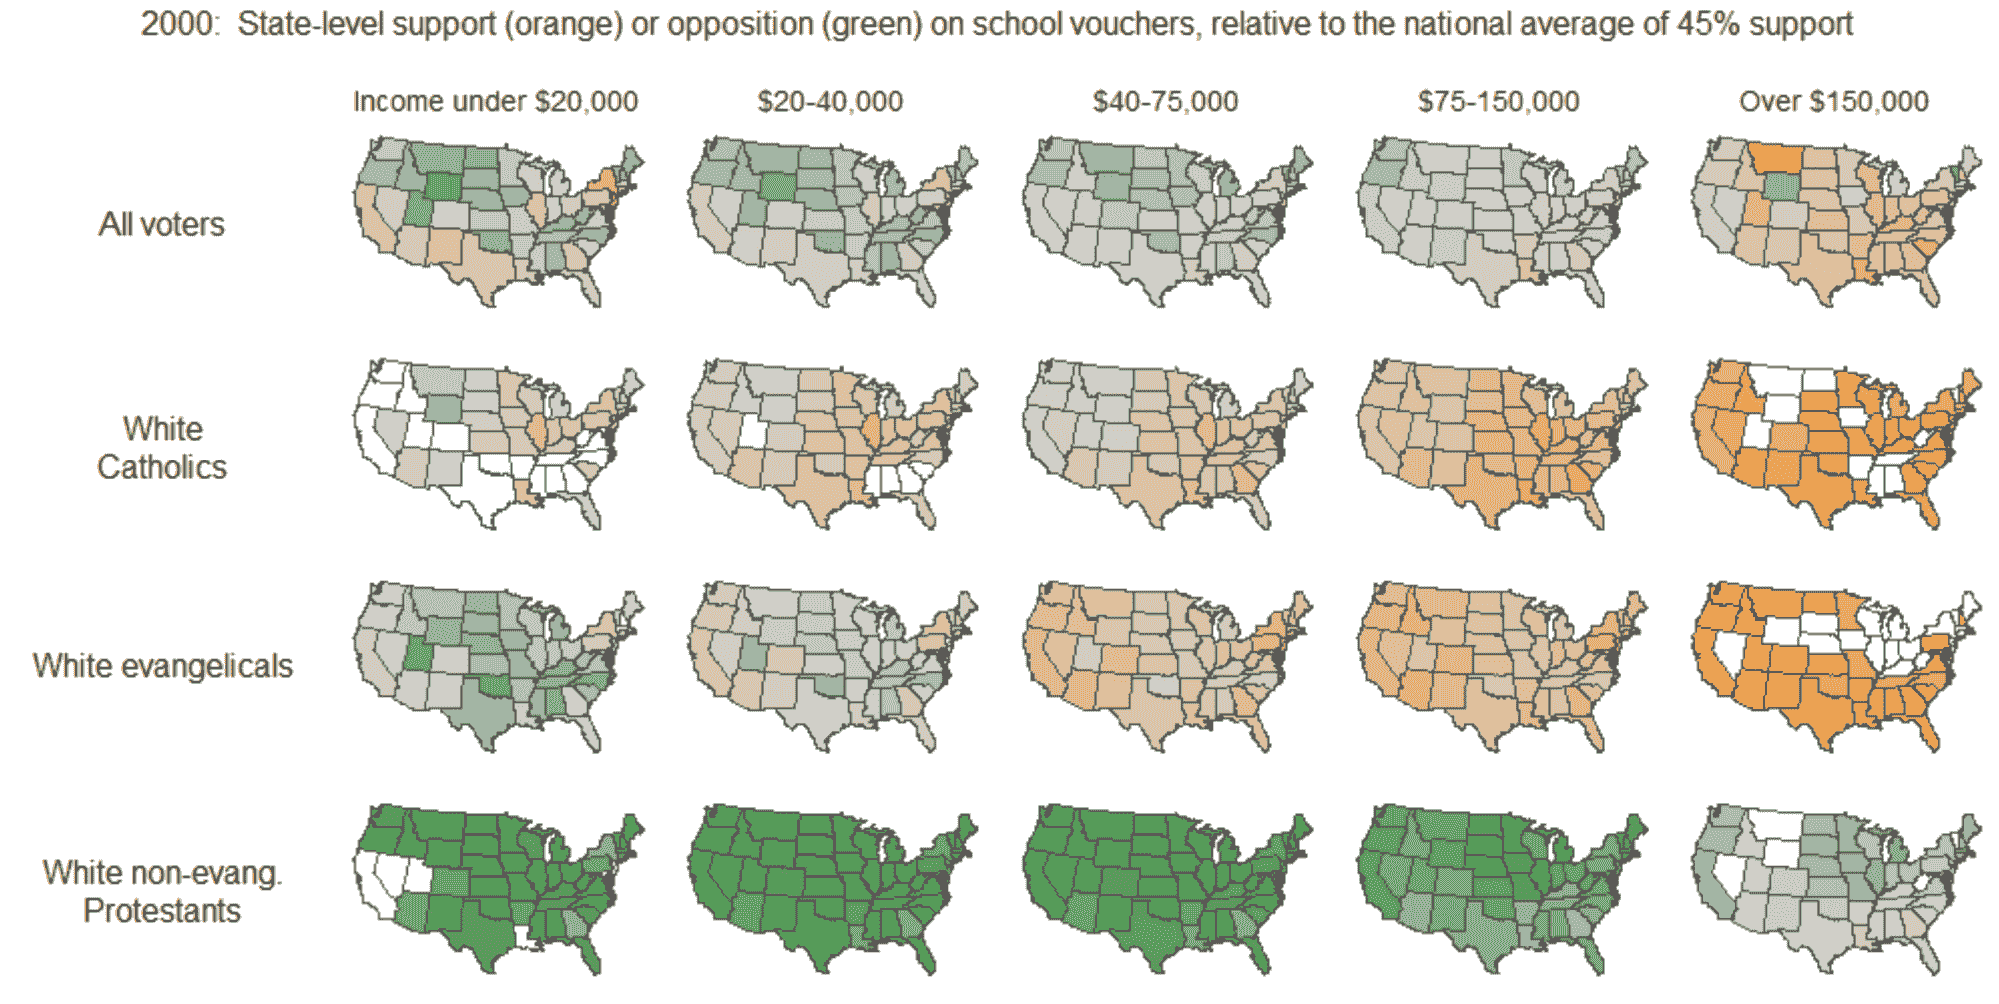 2000:  State-level support (orange) or opposition (green) on school vouchers, relative to the national average of 45% support
Income under $20,000
$20-40,000
$40-75,000
$75-150,000
Over $150,000
All voters
White
Catholics
White evangelicals
White non-evang.
Protestants